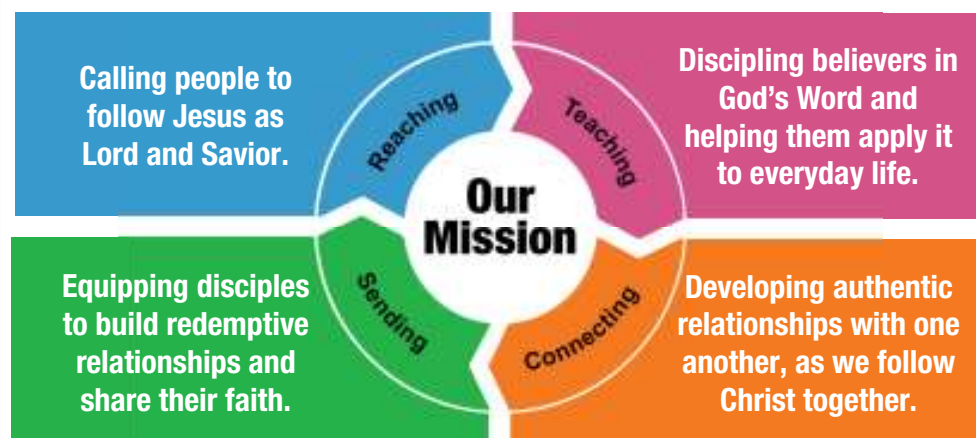 Calling people to
follow Jesus as
Lord and Savior.
Reaching
Teaching
Discipling believers in
God’s Word and
helping them apply it
to everyday life.
Our
Mission
Equipping disciples
to build redemptive
relationships and
share their faith.
Sending
Connecting
Developing authentic
relationships with one
another, as we follow
Christ together.